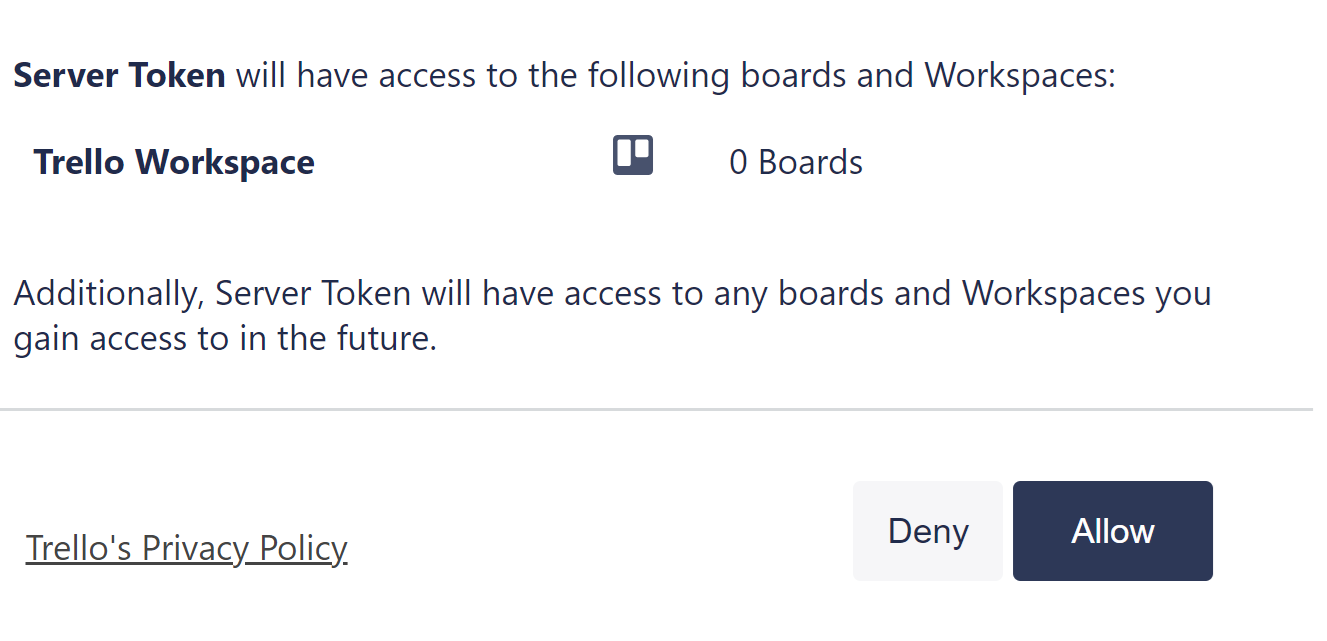 Server Token will have access to the following boards and Workspaces:
Trello Workspace 0 Boards
Additionally, Server Token will have access to any boards and Workspaces you
gain access to in the future.
Deny Allow
Trello's Privacy Policy